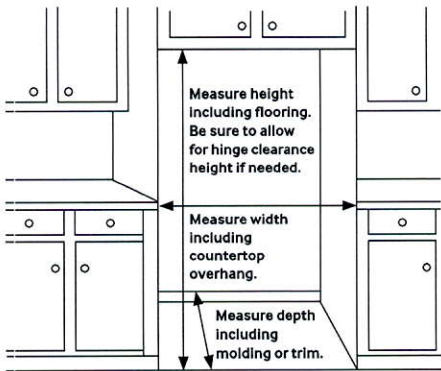 Measure height
including flooring.
Be sure to allow
for hinge clearance
height if needed.
Measure width
including
countertop
overhang.
Measure depth
including
molding or trim.